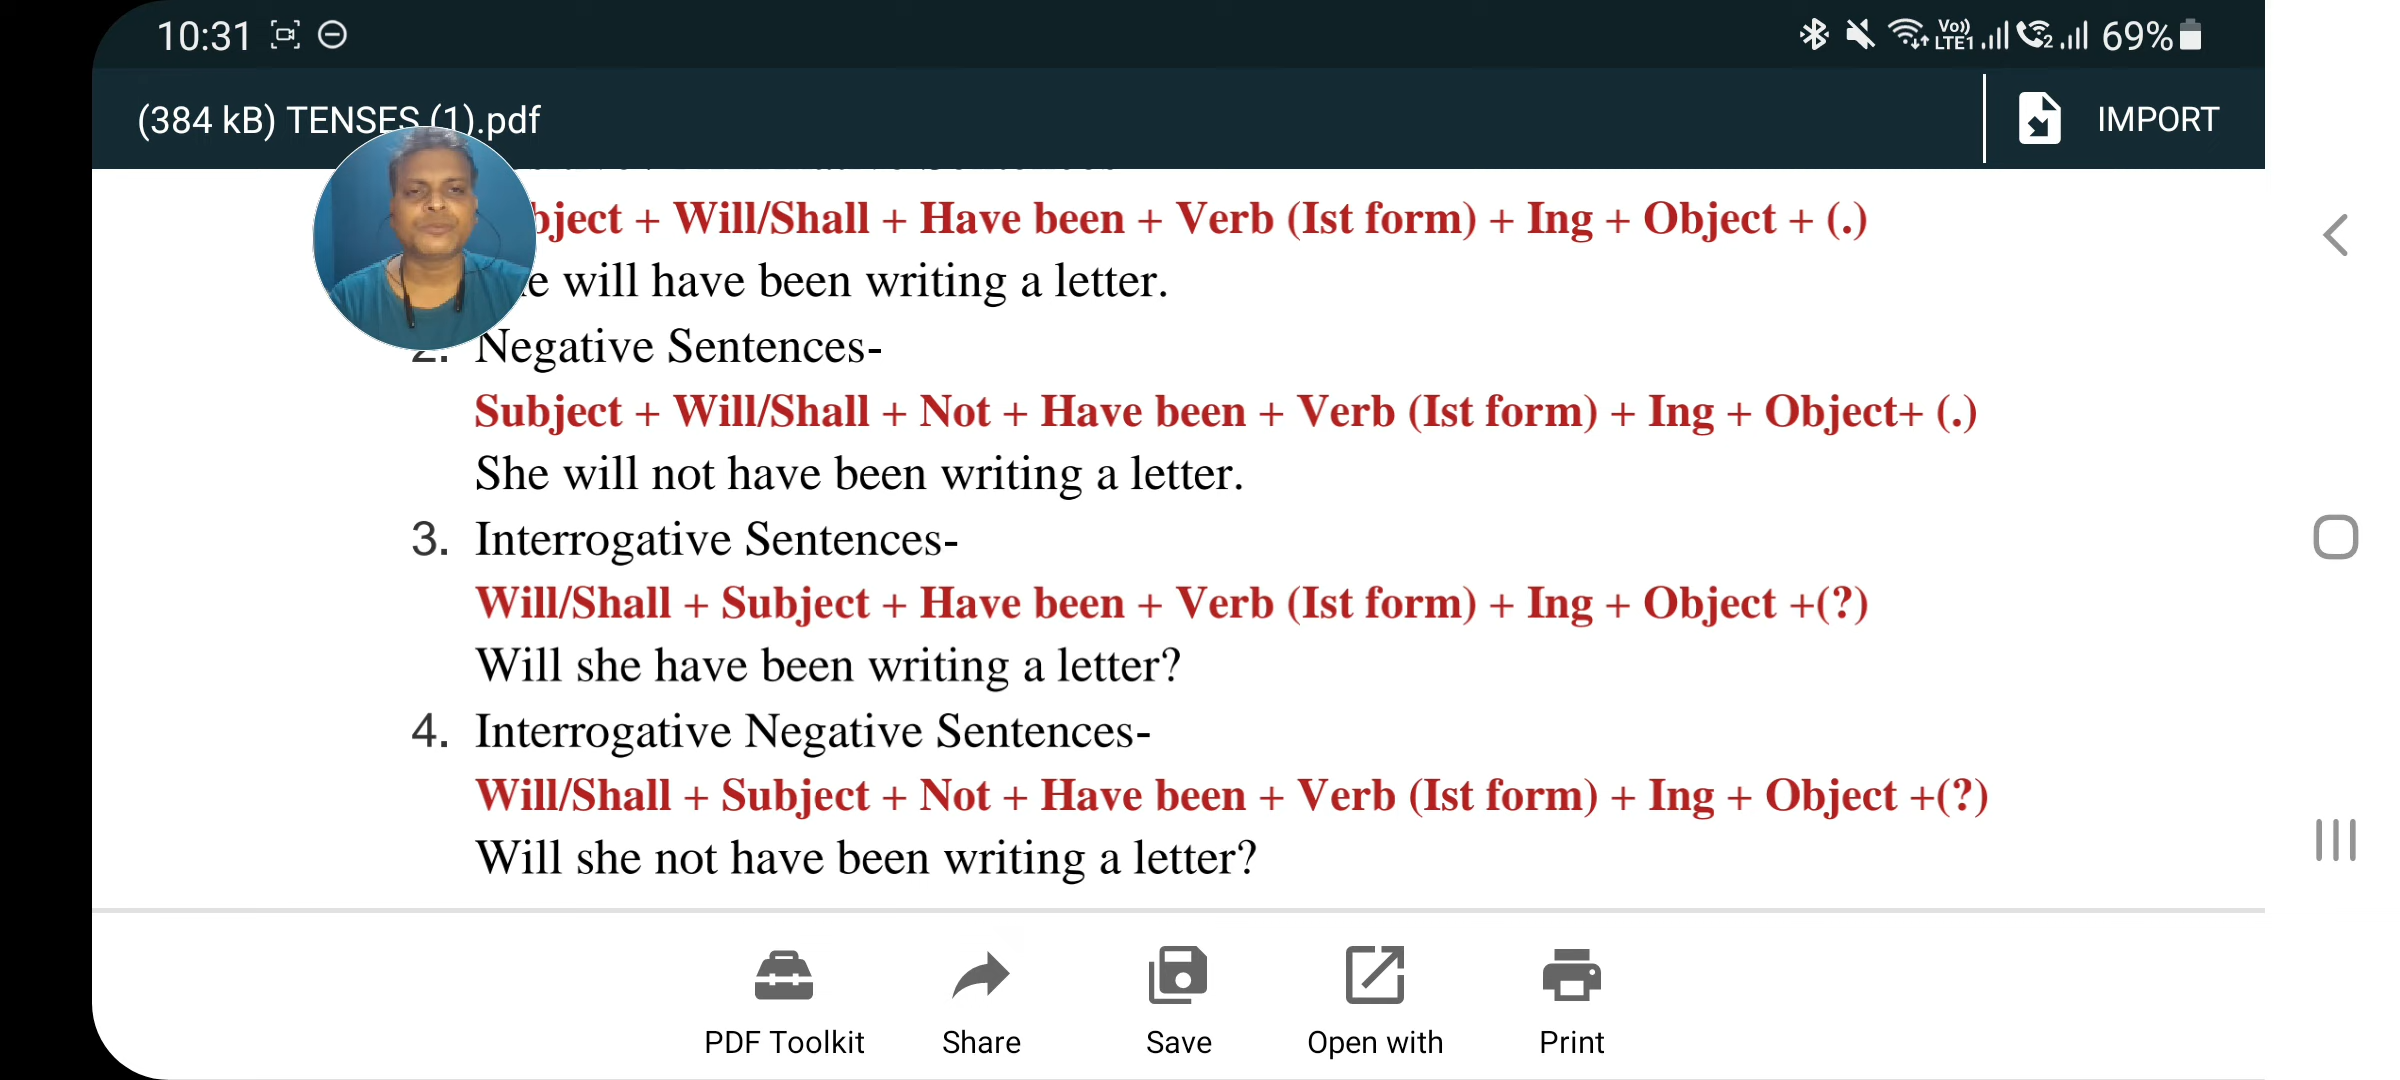 10:31 Vo)) LTE1 2 69%
(384 kB) TENSES (1).pdf IMPORT
bject + Will/Shall + Have been + Verb (Ist form) + Ing + Object + (.)
e will have been writing a letter.
2. Negative Sentences-
Subject + Will/Shall + Not + Have been + Verb (Ist form) + Ing + Object+ (.)
She will not have been writing a letter.
3. Interrogative Sentences-
Will/Shall + Subject + Have been + Verb (Ist form) + Ing + Object +(?)
Will she have been writing a letter?
4. Interrogative Negative Sentences-
Will/Shall + Subject + Not + Have been + Verb (Ist form) + Ing + Object +(?)
Will she not have been writing a letter?
PDF Toolkit Share Save Open with Print